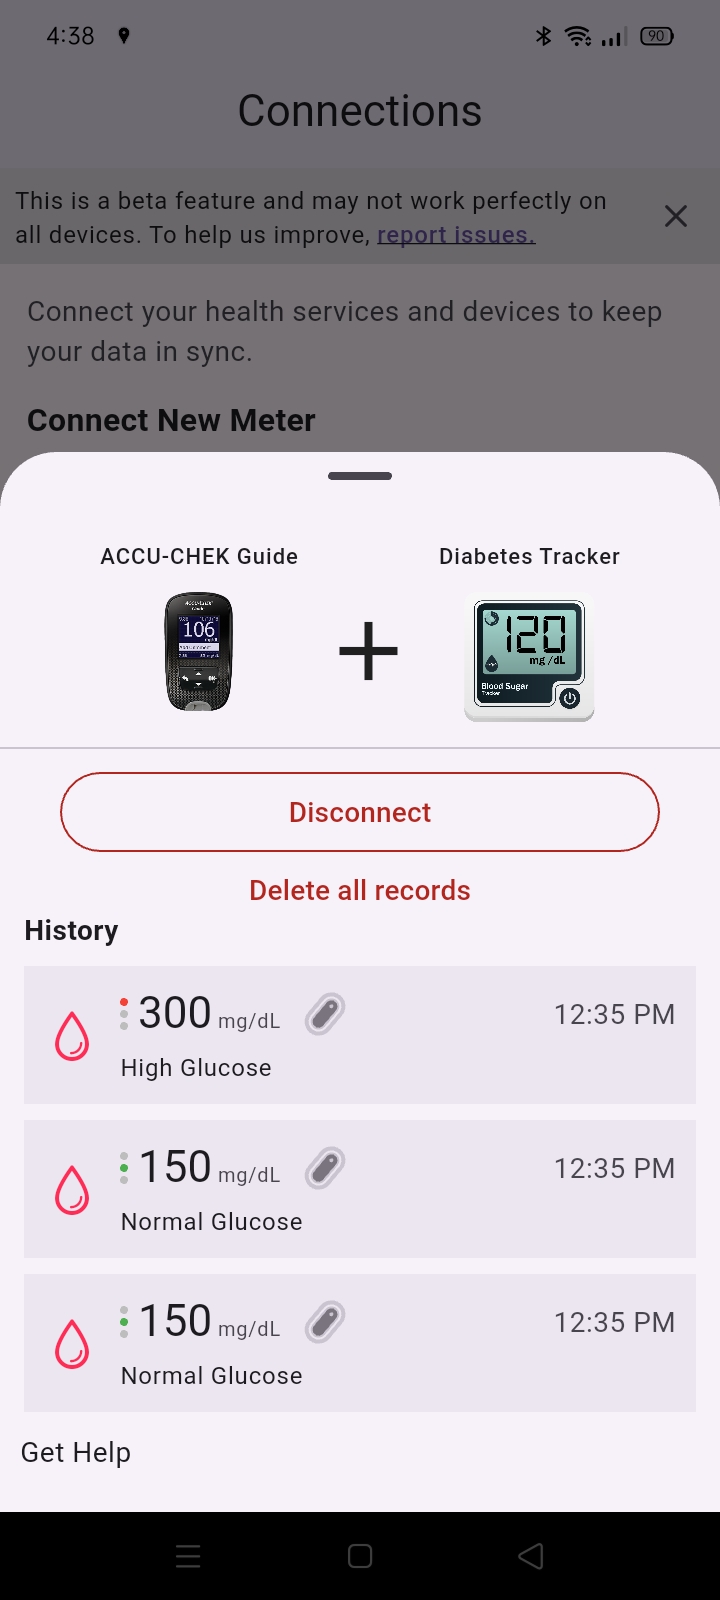 4:38
90
Connections
This is a beta feature and may not work perfectly on
all devices. To help us improve, report issues.
Connect your health services and devices to keep
your data in sync.
Connect New Meter
ACCU-CHEK Guide
Diabetes Tracker
ACCU-CHEK
106
120
mg/dL
Blood Sugar
Tracker
Disconnect
Delete all records
History
300 mg/dL
12:35 PM
High Glucose
150 mg/dL
12:35 PM
Normal Glucose
150 mg/dL
12:35 PM
Normal Glucose
Get Help